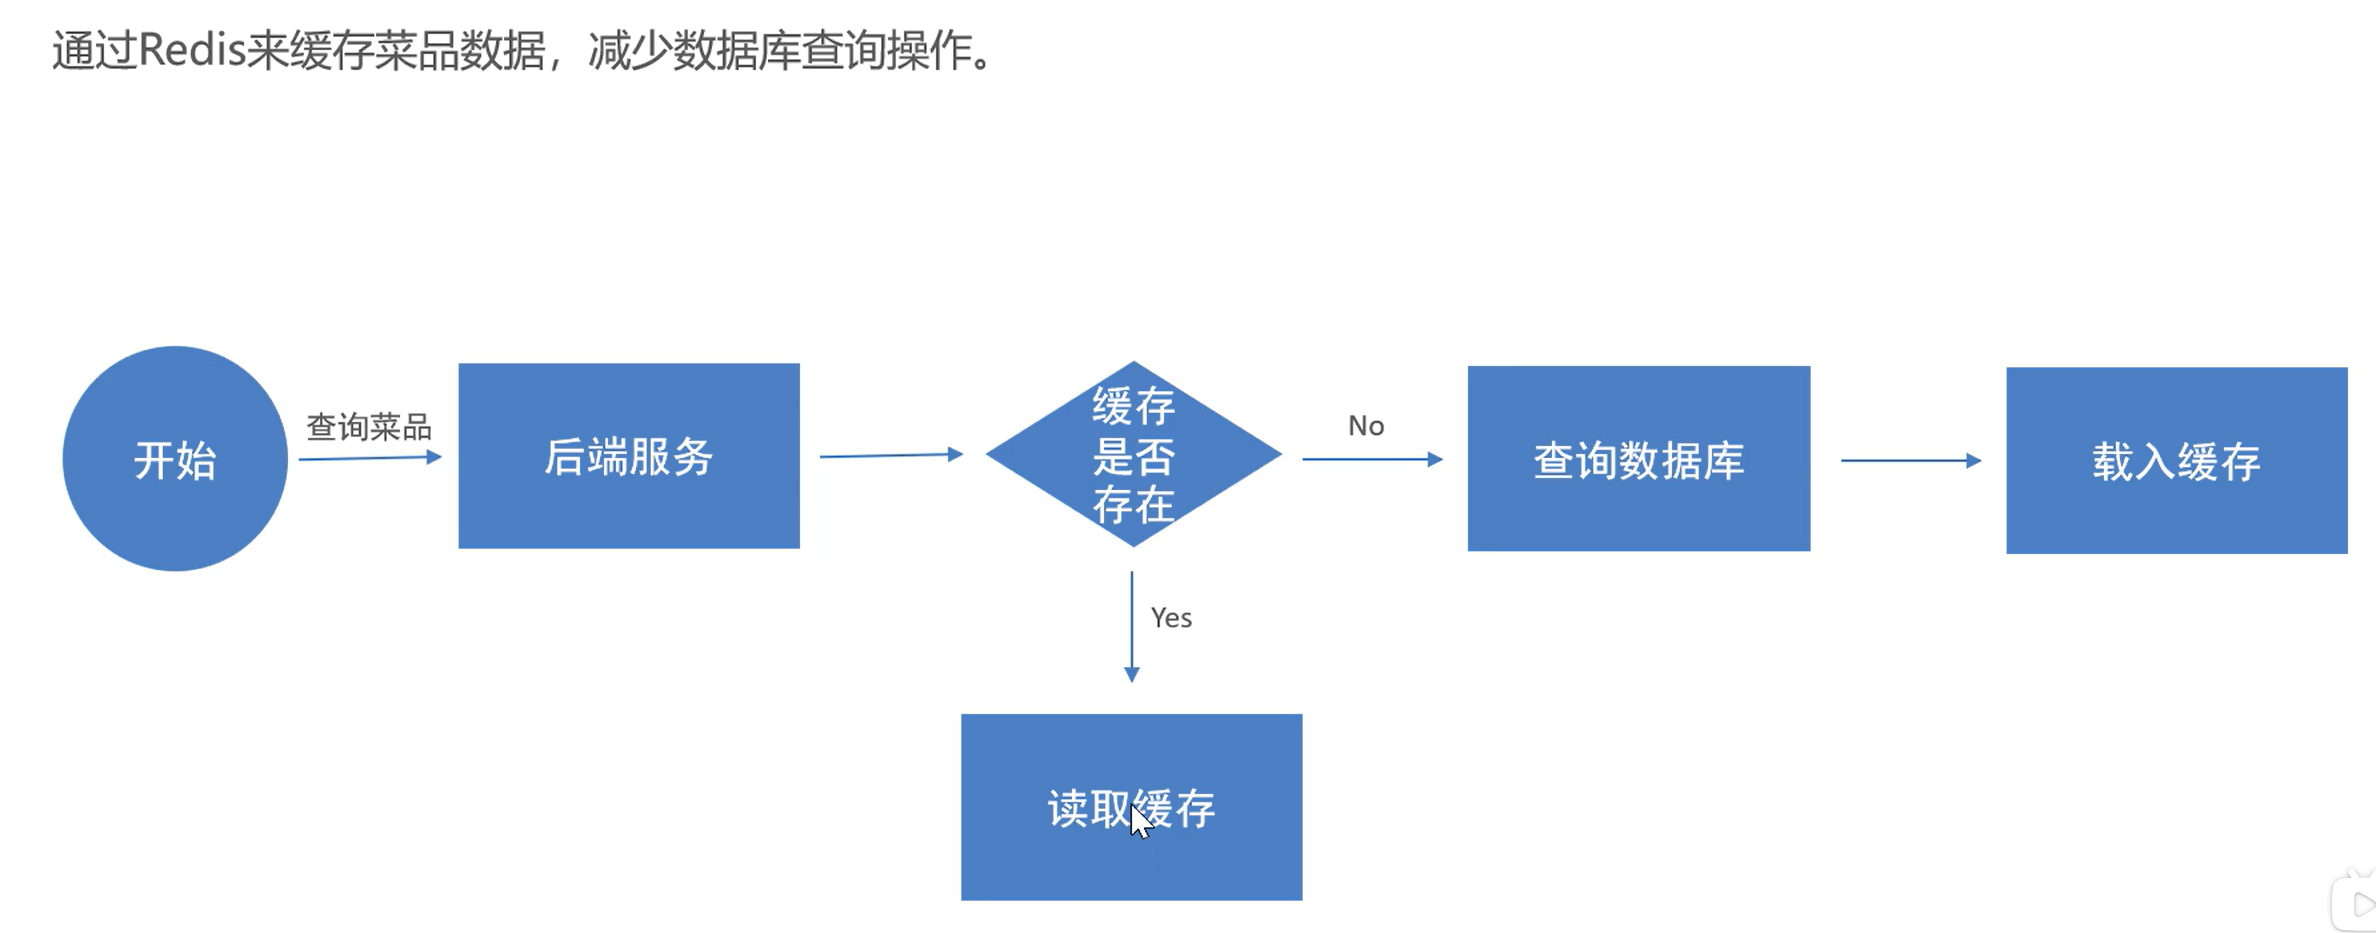 通过Redis来缓存菜品数据，减少数据库查询操作。
开始
查询菜品
后端服务
缓存
是否
存在
No
查询数据库
载入缓存
Yes
读取缓存